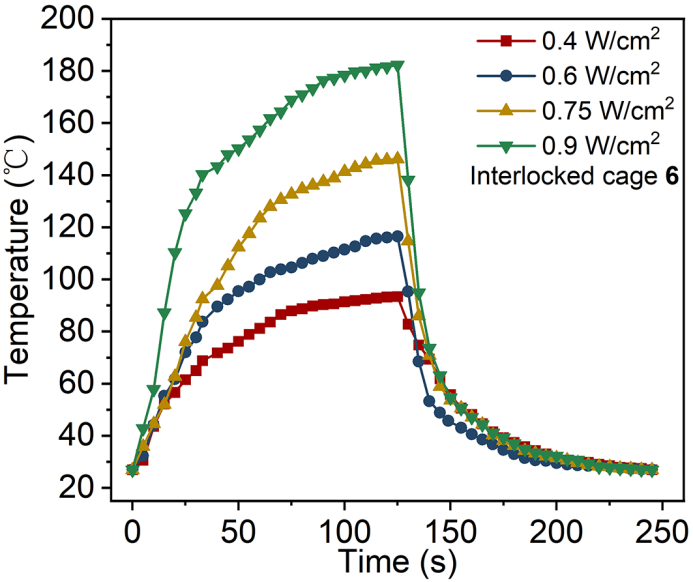 200
180
160
140
120
100
80
60
40
20
Temperature (℃)
0.4 W/cm²
0.6 W/cm²
0.75 W/cm²
0.9 W/cm²
Interlocked cage 6
0 50 100 150 200 250
Time (s)